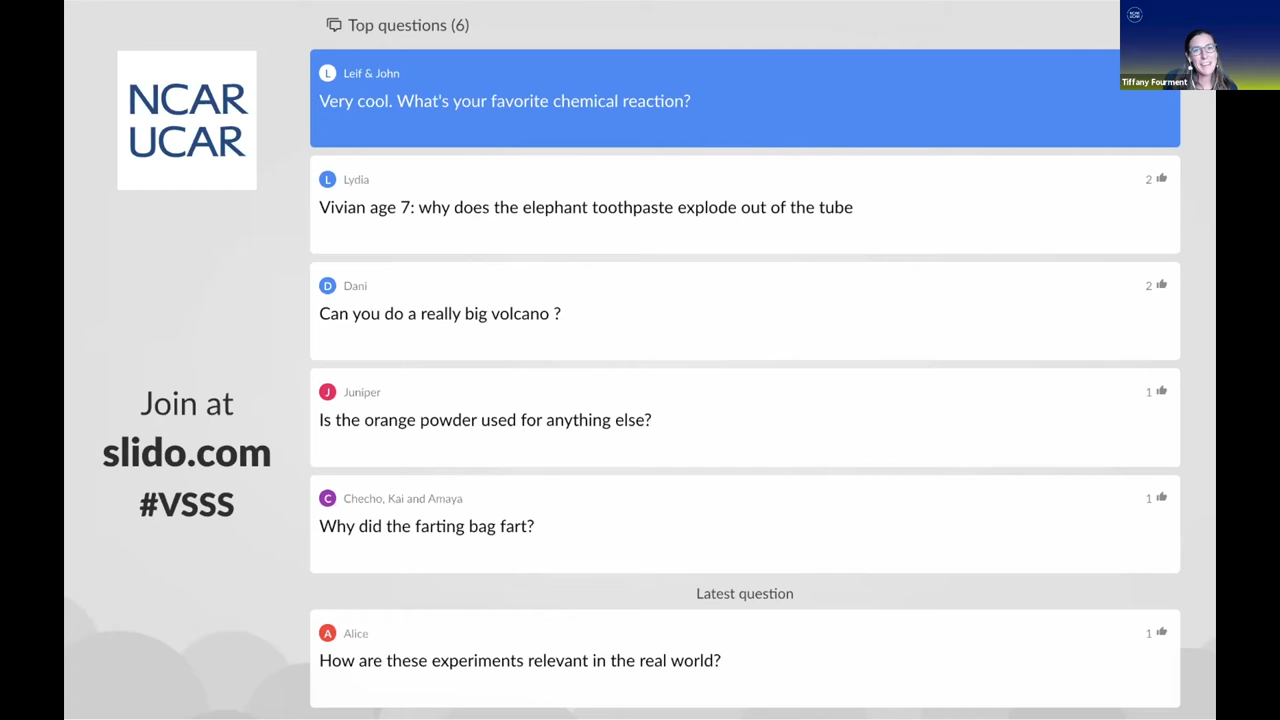 Top questions (6)
NCAR
UCAR
NCAR
UCAR
Tiffany Fourment
L Leif & John
Very cool. What's your favorite chemical reaction?
L Lydia 2
Vivian age 7: why does the elephant toothpaste explode out of the tube
D Dani 2
Can you do a really big volcano ?
J Juniper 1
Is the orange powder used for anything else?
C Checho, Kai and Amaya 1
Why did the farting bag fart?
Join at
slido.com
#VSSS
Latest question
A Alice 1
How are these experiments relevant in the real world?